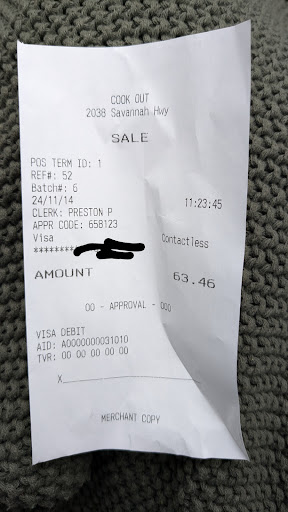 COOK OUT
2038 Savannah Hwy
SALE
POS TERM ID: 1
REF#: 52
Batch#: 6
24/11/14 11:23:45
CLERK: PRESTON P
APPR CODE: 658123
Visa Contactless
*********
AMOUNT 63.46
00 - APPROVAL - 000
VISA DEBIT
AID: A0000000031010
TVR: 00 00 00 00 00
X
MERCHANT COPY